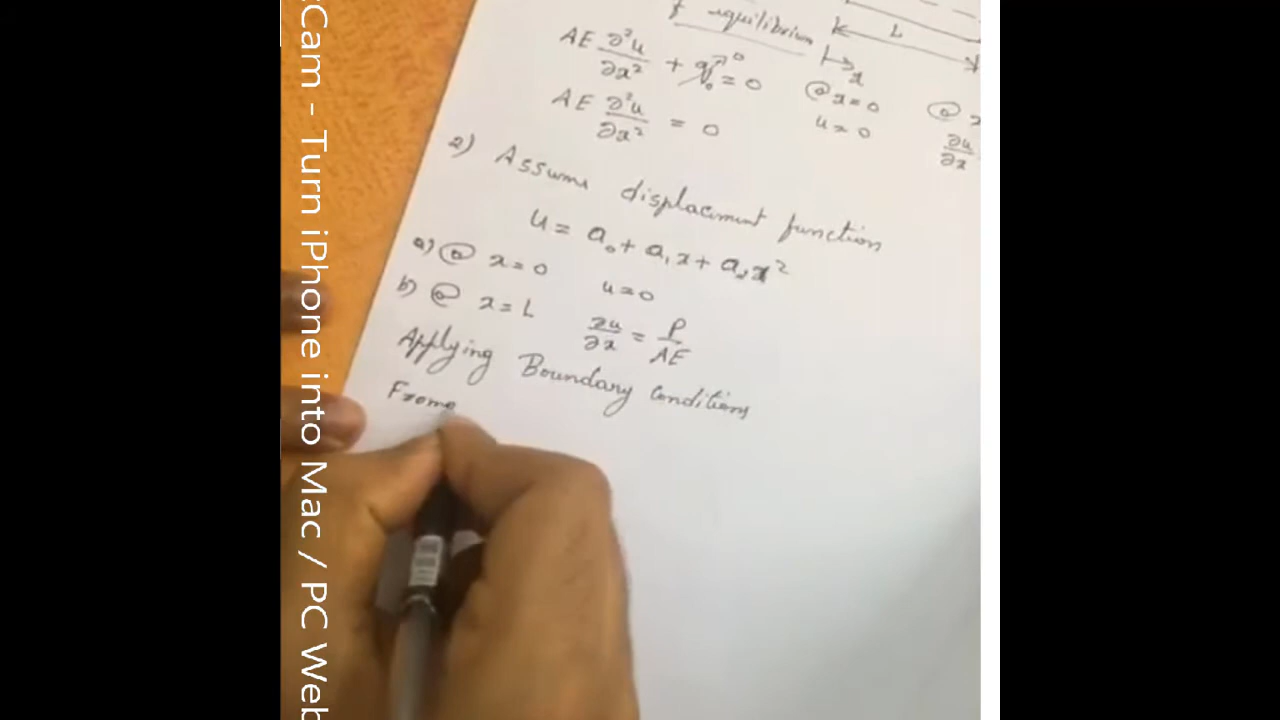 equilibrium
L
x
AE ∂²u/∂x² + q₀ →0 = 0
@ x=0
@
AE ∂²u/∂x² = 0
u=0
∂u/∂x
2) Assume displacement function
u = a₀ + a₁x + a₂x²
a) @ x=0 u=0
b) @ x=L ∂u/∂x = P/AE
Applying Boundary Conditions
From
Cam - Turn iPhone into Mac / PC Web